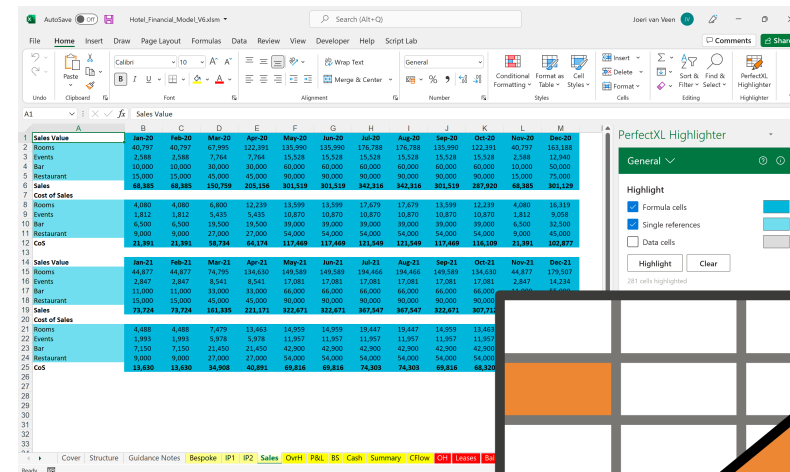 AutoSave Off Hotel_Financial_Model_V6.xlsm Search (Alt+Q) Joeri van Veen IV
File Home Insert Draw Page Layout Formulas Data Review View Developer Help Script Lab Comments Share
Paste Calibri 10 A^ A˅ Wrap Text General Conditional Format as Cell Insert Sort & Find & PerfectXL
B I U A Merge & Center % 9 Formatting Table Styles Delete Filter Select Highlighter
Format
Undo Clipboard Font Alignment Number Styles Cells Editing Highlighter
A1 fx Sales Value
A B C D E F G H I J K L M
1 Sales Value Jan-20 Feb-20 Mar-20 Apr-20 May-20 Jun-20 Jul-20 Aug-20 Sep-20 Oct-20 Nov-20 Dec-20
2 Rooms 40,797 40,797 67,995 122,391 135,990 135,990 176,788 176,788 135,990 122,391 40,797 163,188
3 Events 2,588 2,588 7,764 7,764 15,528 15,528 15,528 15,528 15,528 15,528 2,588 12,940
4 Bar 10,000 10,000 30,000 30,000 60,000 60,000 60,000 60,000 60,000 60,000 10,000 50,000
5 Restaurant 15,000 15,000 45,000 45,000 90,000 90,000 90,000 90,000 90,000 90,000 15,000 75,000
6 Sales 68,385 68,385 150,759 205,156 301,519 301,519 342,316 342,316 301,519 287,920 68,385 301,129
7 Cost of Sales
8 Rooms 4,080 4,080 6,800 12,239 13,599 13,599 17,679 17,679 13,599 12,239 4,080 16,319
9 Events 1,812 1,812 5,435 5,435 10,870 10,870 10,870 10,870 10,870 10,870 1,812 9,058
10 Bar 6,500 6,500 19,500 19,500 39,000 39,000 39,000 39,000 39,000 39,000 6,500 32,500
11 Restaurant 9,000 9,000 27,000 27,000 54,000 54,000 54,000 54,000 54,000 54,000 9,000 45,000
12 CoS 21,391 21,391 58,734 64,174 117,469 117,469 121,549 121,549 117,469 116,109 21,391 102,877
13
14 Sales Value Jan-21 Feb-21 Mar-21 Apr-21 May-21 Jun-21 Jul-21 Aug-21 Sep-21 Oct-21 Nov-21 Dec-21
15 Rooms 44,877 44,877 74,795 134,630 149,589 149,589 194,466 194,466 149,589 134,630 44,877 179,507
16 Events 2,847 2,847 8,541 8,541 17,081 17,081 17,081 17,081 17,081 17,081 2,847 14,234
17 Bar 11,000 11,000 33,000 33,000 66,000 66,000 66,000 66,000 66,000 66,000
18 Restaurant 15,000 15,000 45,000 45,000 90,000 90,000 90,000 90,000 90,000 90,000
19 Sales 73,724 73,724 161,335 221,171 322,671 322,671 367,547 367,547 322,671
20 Cost of Sales
21 Rooms 4,488 4,488 7,479 13,463 14,959 14,959 19,447 19,447 14,959 13,463
22 Events 1,993 1,993 5,978 5,978 11,957 11,957 11,957 11,957 11,957 11,957
23 Bar 7,150 7,150 21,450 21,450 42,900 42,900 42,900 42,900 42,900 42,900
24 Restaurant 9,000 9,000 27,000 27,000 54,000 54,000 54,000 54,000 54,000 54,000
25 CoS 13,630 13,630 34,908 40,891 69,816 69,816 74,303 74,303 69,816 68,320
26
27
28
29
30
31
32
33
Cover Structure Guidance Notes Bespoke IP1 IP2 Sales OvrH P&L BS Cash Summary CFlow OH Leases Bal
Ready
PerfectXL Highlighter
General
Highlight
Formula cells
Single references
Data cells
Highlight Clear
281 cells highlighted